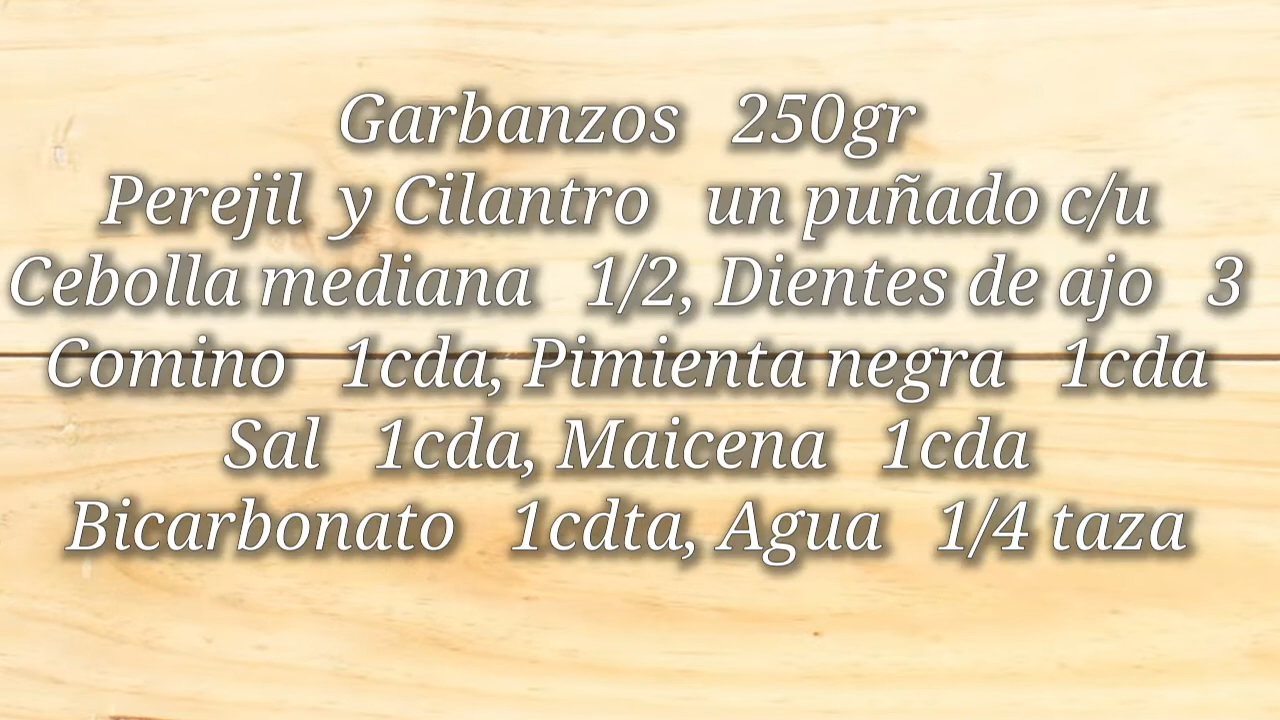 Garbanzos 250gr
Perejil y Cilantro un puñado c/u
Cebolla mediana 1/2, Dientes de ajo 3
Comino 1cda, Pimienta negra 1cda
Sal 1cda, Maicena 1cda
Bicarbonato 1cdta, Agua 1/4 taza